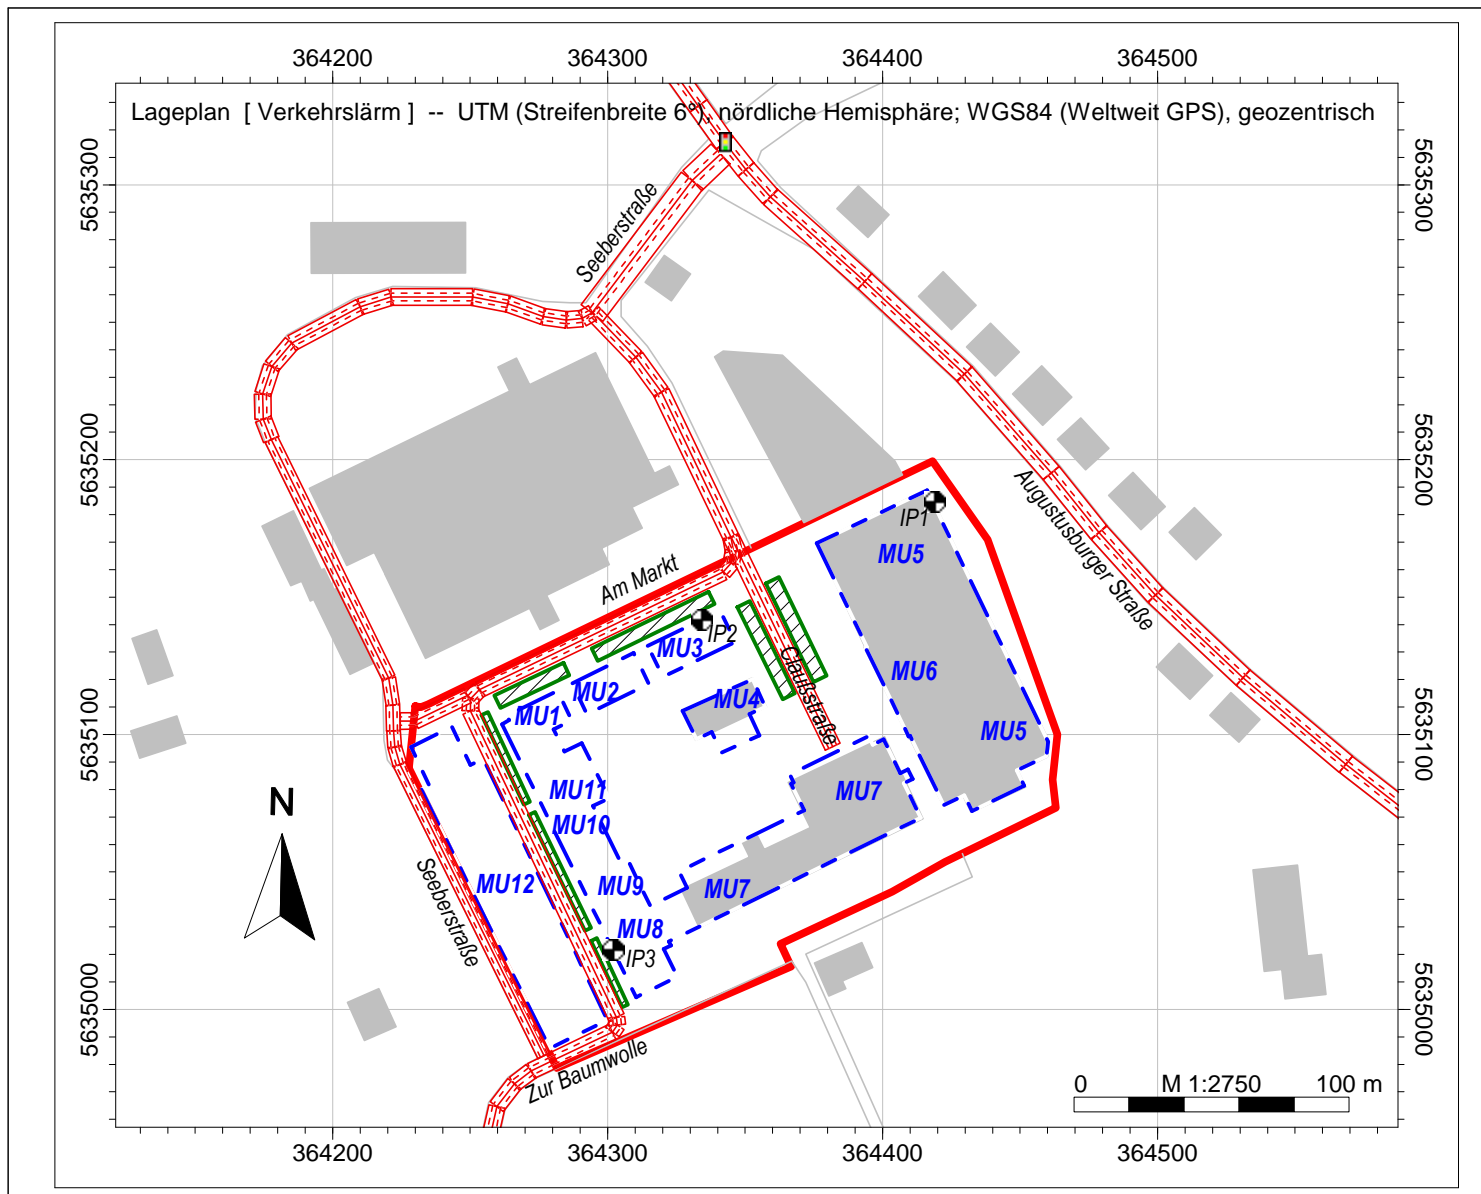 364200 364300 364400 364500
Lageplan [ Verkehrslärm ] -- UTM (Streifenbreite 6°), nördliche Hemisphäre; WGS84 (Weltweit GPS), geozentrisch
5635300
5635300
Seeberstraße
5635200
5635200
Augustusburger Straße
IP1
MU5
Am Markt
IP2
MU3
Claußstraße
MU6
MU2
MU4
MU1
MU5
5635100
5635100
MU11
MU7
MU10
N
MU12
MU9
MU7
Seeberstraße
MU8
IP3
5635000
5635000
Zur Baumwolle
0 M 1:2750 100 m
364200 364300 364400 364500